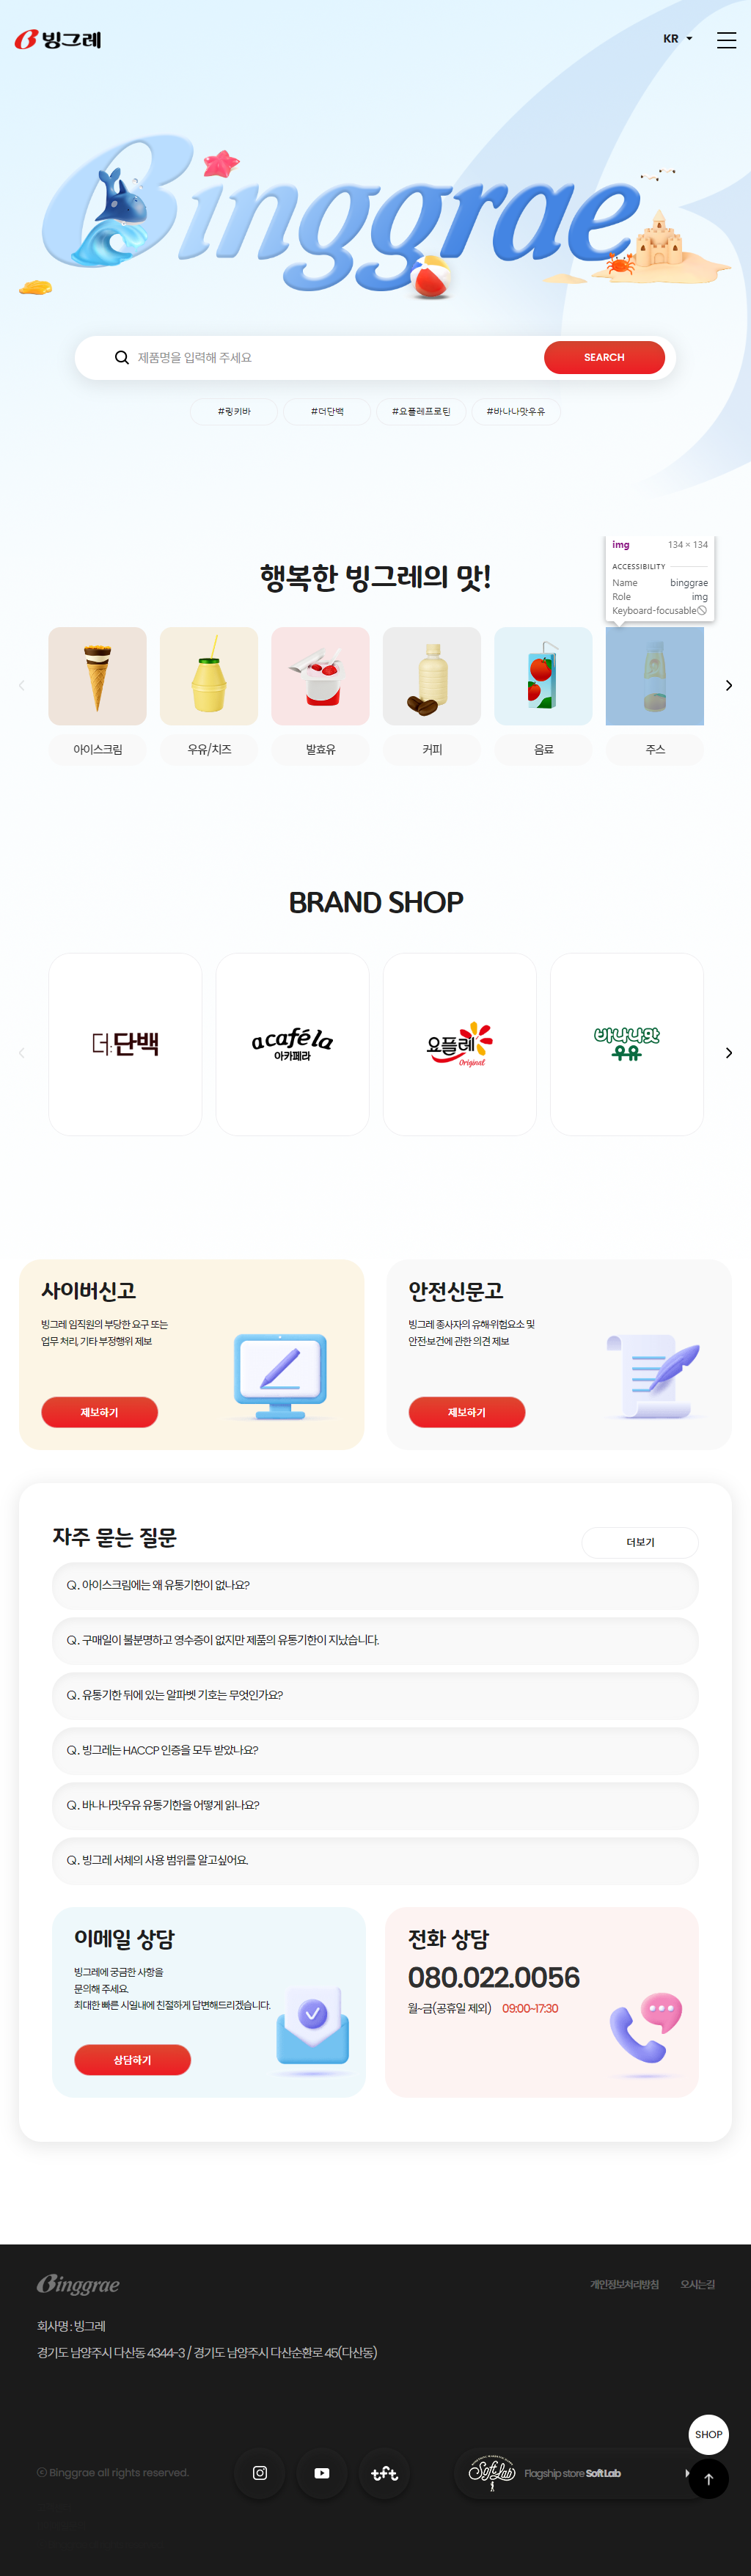 Binggrae 빙그레
KR
Binggrae
제품명을 입력해 주세요
SEARCH
#링키바
#더단백
#요플레프로틴
#바나나맛우유
img 134 × 134
ACCESSIBILITY
Name binggrae
Role img
Keyboard-focusable
행복한 빙그레의 맛!
아이스크림
우유/치즈
발효유
커피
음료
주스
BRAND SHOP
더:단백
acaféla
아카페라
요플레
Original
바나나맛
우유
사이버신고
빙그레 임직원의 부당한 요구 또는
업무 처리, 기타 부정행위 제보
제보하기
안전신문고
빙그레 종사자의 유해·위험요소 및
안전·보건에 관한 의견 제보
제보하기
자주 묻는 질문
더보기
Q. 아이스크림에는 왜 유통기한이 없나요?
Q. 구매일이 불분명하고 영수증이 없지만 제품의 유통기한이 지났습니다.
Q. 유통기한 뒤에 있는 알파벳 기호는 무엇인가요?
Q. 빙그레는 HACCP 인증을 모두 받았나요?
Q. 바나나맛우유 유통기한을 어떻게 읽나요?
Q. 빙그레 서체의 사용 범위를 알고싶어요.
이메일 상담
빙그레에 궁금한 사항을
문의해 주세요.
최대한 빠른 시일내에 친절하게 답변해드리겠습니다.
상담하기
전화 상담
080.022.0056
월~금(공휴일 제외) 09:00~17:30
Binggrae
개인정보처리방침
오시는길
회사명 : 빙그레
경기도 남양주시 다산동 4344-3 / 경기도 남양주시 다산순환로 45(다산동)
SHOP
ⓒ Binggrae all rights reserved.
tft
Soft Lab
Flagship store Soft Lab